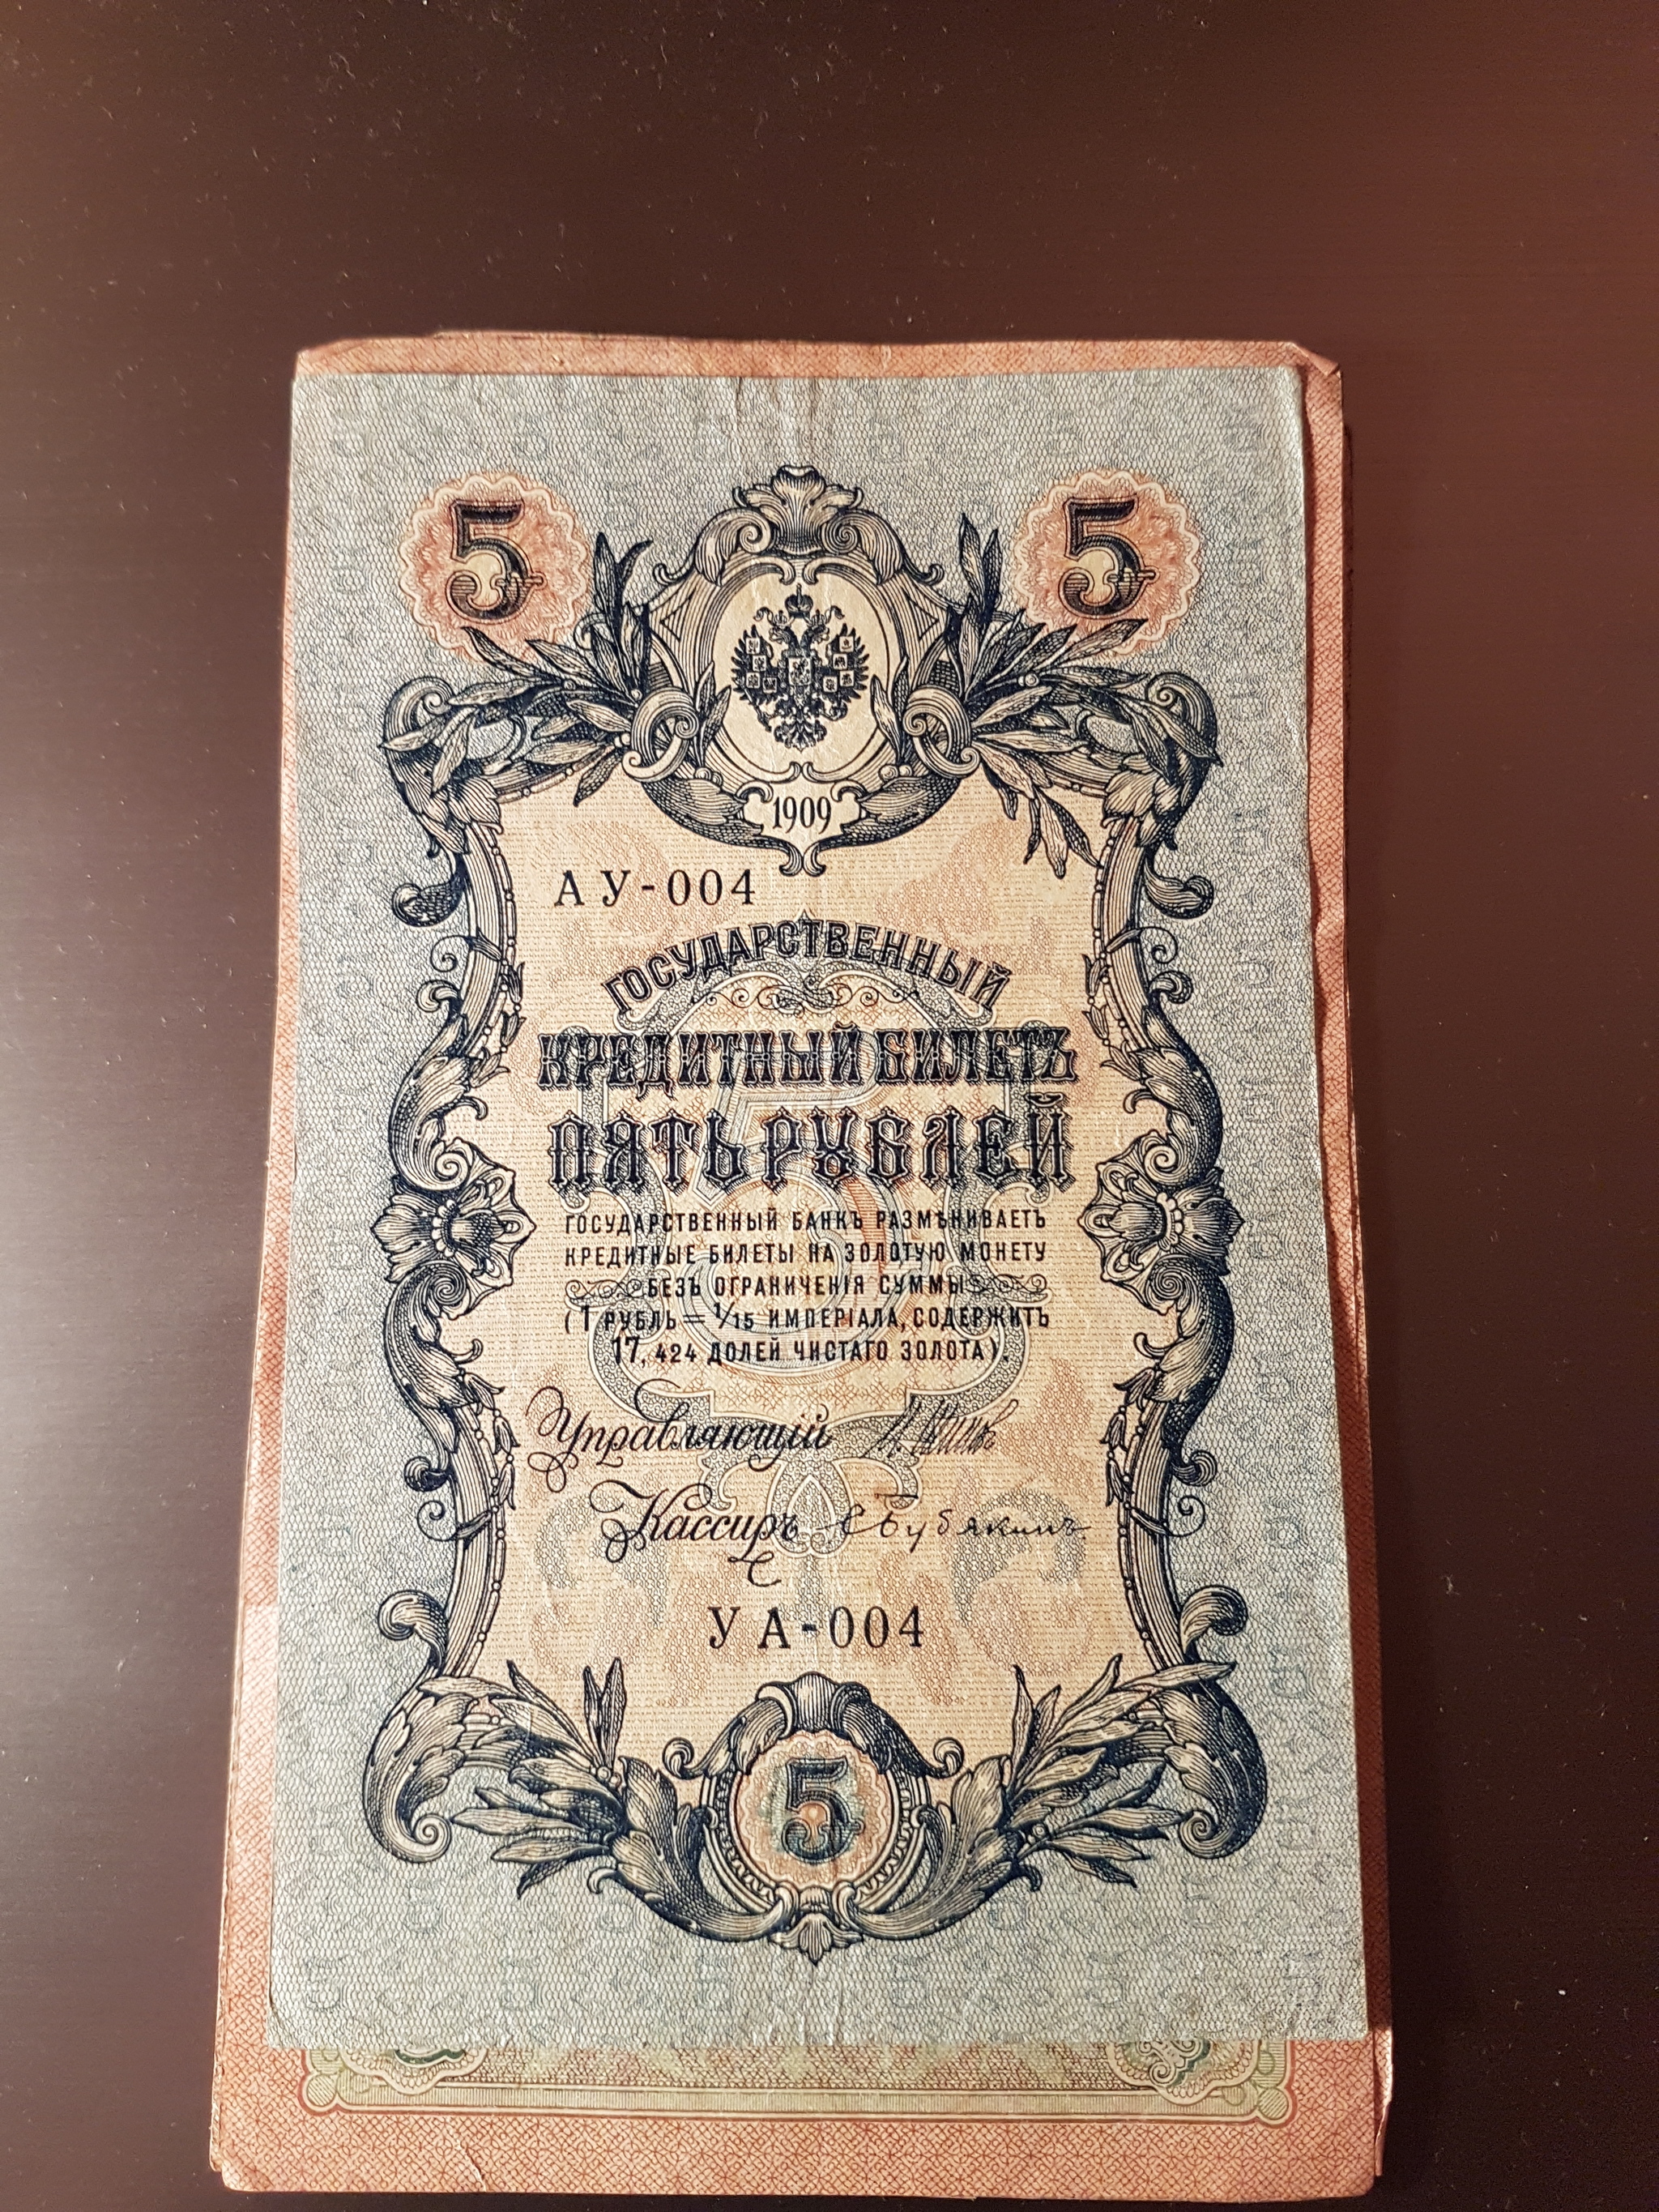 5 5
1909
АУ-004
ГОСУДАРСТВЕННЫЙ
КРЕДИТНЫЙ БИЛЕТЪ
ПЯТЬ РУБЛЕЙ
ГОСУДАРСТВЕННЫЙ БАНКЪ РАЗМѢНИВАЕТЪ
КРЕДИТНЫЕ БИЛЕТЫ НА ЗОЛОТУЮ МОНЕТУ
БЕЗЪ ОГРАНИЧЕНІЯ СУММЫ
(1 РУБЛЬ = 1/15 ИМПЕРІАЛА, СОДЕРЖИТЪ
17,424 ДОЛЕЙ ЧИСТАГО ЗОЛОТА).
Управляющій
Кассиръ С Бубякинъ
УА-004
5